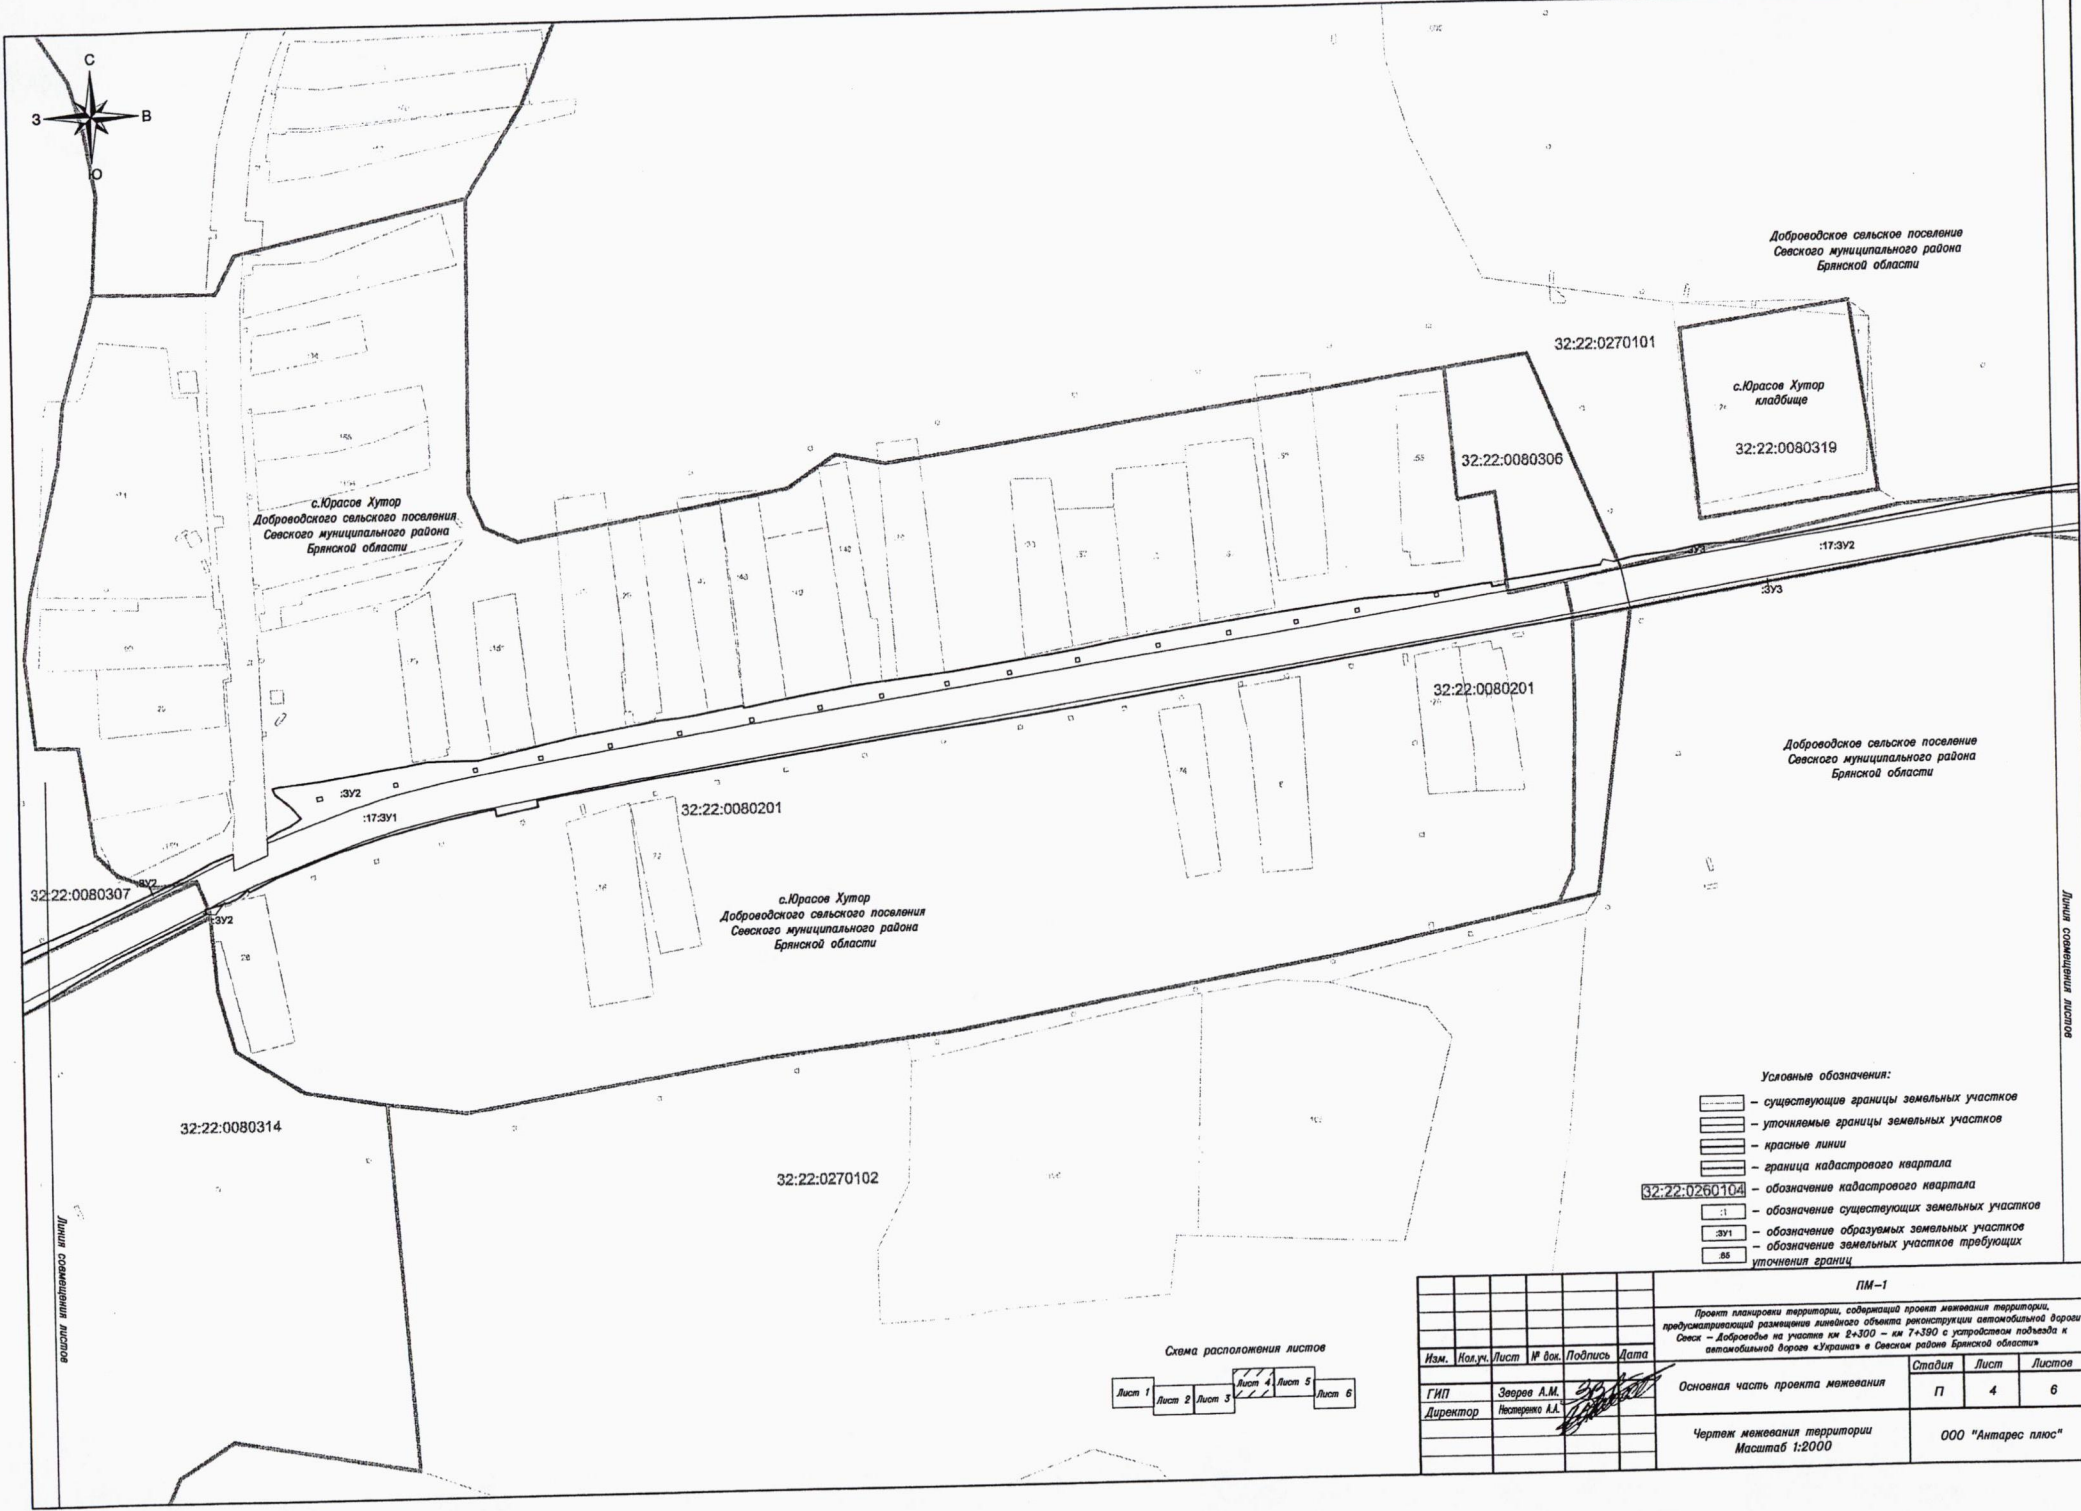 С
З
В
Ю
Доброводское сельское поселение
Севского муниципального района
Брянской области
32:22:0270101
с.Юрасов Хутор
кладбище
32:22:0080319
32:22:0080306
:55
с.Юрасов Хутор
Доброводского сельского поселения
Севского муниципального района
Брянской области
:ЗУ3
:17:ЗУ2
:ЗУ3
32:22:0080201
Доброводское сельское поселение
Севского муниципального района
Брянской области
:ЗУ2
:17:ЗУ1
32:22:0080201
32:22:0080307
:ЗУ2
:ЗУ2
с.Юрасов Хутор
Доброводского сельского поселения
Севского муниципального района
Брянской области
Линия совмещения листов
32:22:0080314
32:22:0270102
Линия совмещения листов
Условные обозначения:
– существующие границы земельных участков
– уточняемые границы земельных участков
– красные линии
– граница кадастрового квартала
32:22:0260104 – обозначение кадастрового квартала
:1 – обозначение существующих земельных участков
:ЗУ1 – обозначение образуемых земельных участков
:85 – обозначение земельных участков требующих
уточнения границ
Схема расположения листов
Лист 1 Лист 2 Лист 3 Лист 4 Лист 5 Лист 6
ПМ–1
Проект планировки территории, содержащий проект межевания территории,
предусматривающий размещение линейного объекта реконструкции автомобильной дороги
Севск – Доброводье на участке км 2+300 – км 7+390 с устройством подъезда к
автомобильной дороге «Украина» в Севском районе Брянской области»
Изм. Кол.уч. Лист № док. Подпись Дата
ГИП Зверев А.М.
Директор Нестеренко А.А.
Основная часть проекта межевания
Стадия Лист Листов
П 4 6
Чертеж межевания территории
Масштаб 1:2000
ООО "Антарес плюс"